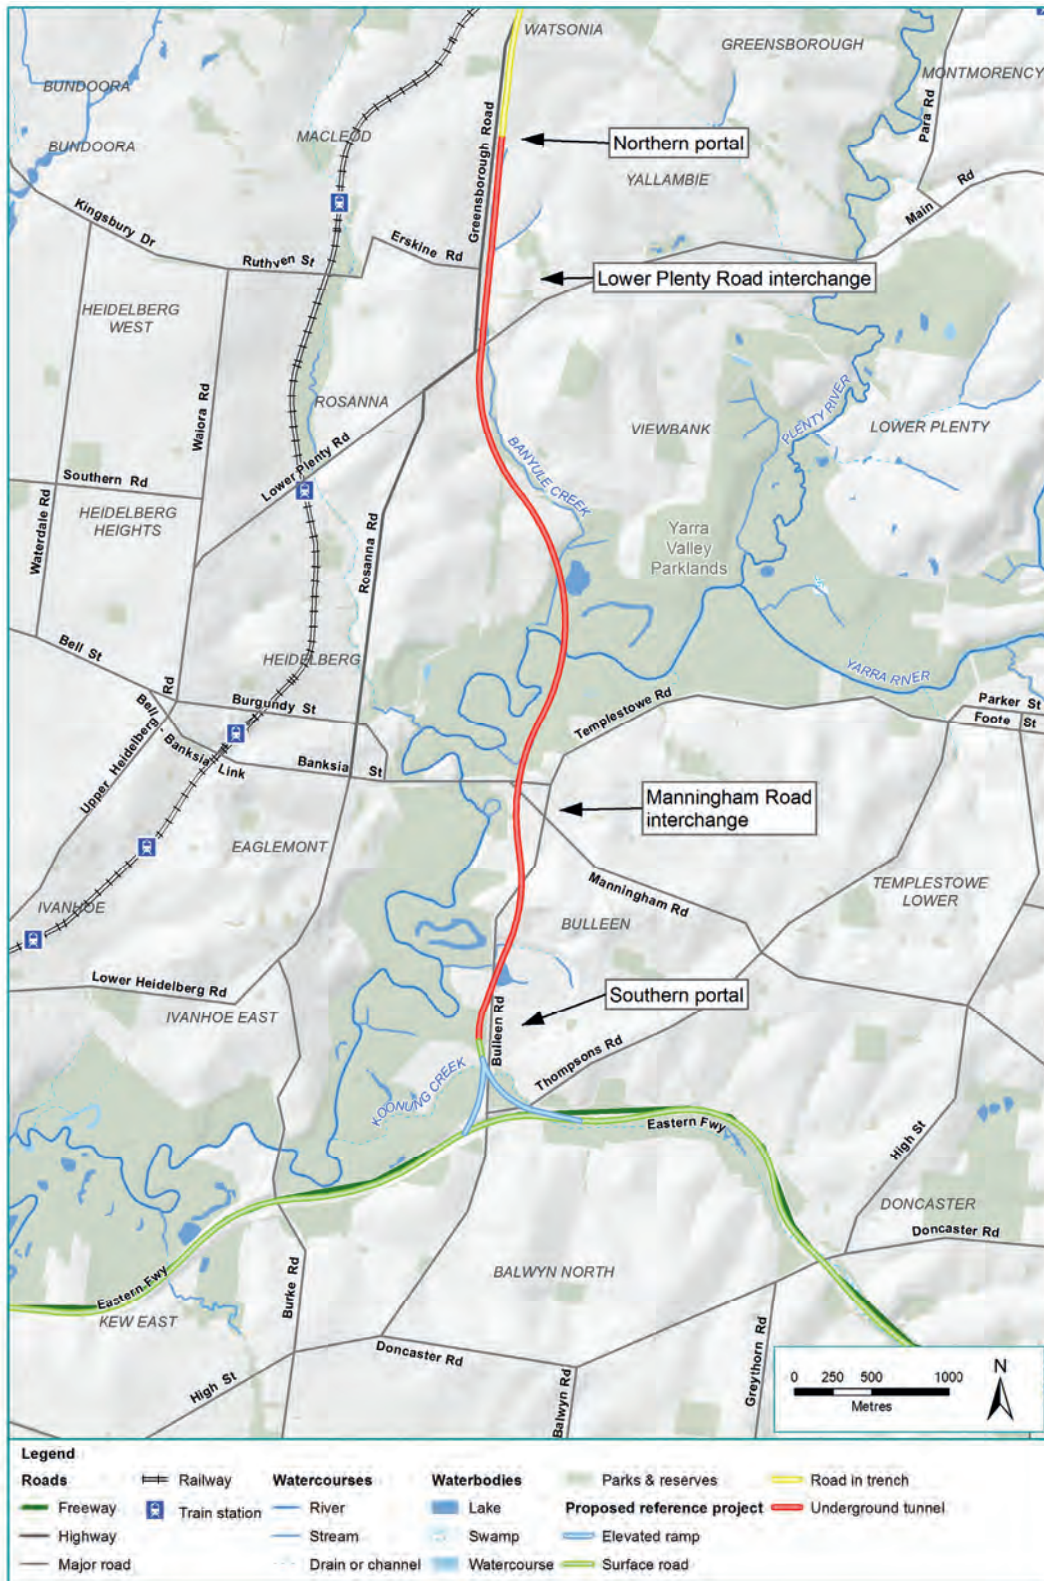 WATSONIA
GREENSBOROUGH
MONTMORENCY
BUNDOORA
MACLEOD
BUNDOORA
Greensborough Road
Northern portal
Para Rd
YALLAMBIE
Main Rd
Kingsbury Dr
Ruthven St
Erskine Rd
Lower Plenty Road interchange
HEIDELBERG
WEST
Waiora Rd
ROSANNA
VIEWBANK
PLENTY RIVER
LOWER PLENTY
Lower Plenty Rd
BANYULE CREEK
Southern Rd
Waterdale Rd
HEIDELBERG
HEIGHTS
Rosanna Rd
Yarra
Valley
Parklands
Bell St
HEIDELBERG
YARRA RIVER
Burgundy St
Templestowe Rd
Parker St
Foote St
Upper Heidelberg Rd
Bell - Banksia Link
Banksia St
Manningham Road
interchange
EAGLEMONT
Manningham Rd
TEMPLESTOWE
LOWER
IVANHOE
BULLEEN
Lower Heidelberg Rd
IVANHOE EAST
Southern portal
Bulleen Rd
Thompsons Rd
KOONUNG CREEK
Eastern Fwy
High St
DONCASTER
Doncaster Rd
Eastern Fwy
Burke Rd
BALWYN NORTH
KEW EAST
Doncaster Rd
High St
Balwyn Rd
Greythorn Rd
0 250 500 1000
Metres
N
Legend
Roads
Freeway
Highway
Major road
Railway
Train station
Watercourses
River
Stream
Drain or channel
Waterbodies
Lake
Swamp
Watercourse
Parks & reserves
Proposed reference project
Elevated ramp
Surface road
Road in trench
Underground tunnel